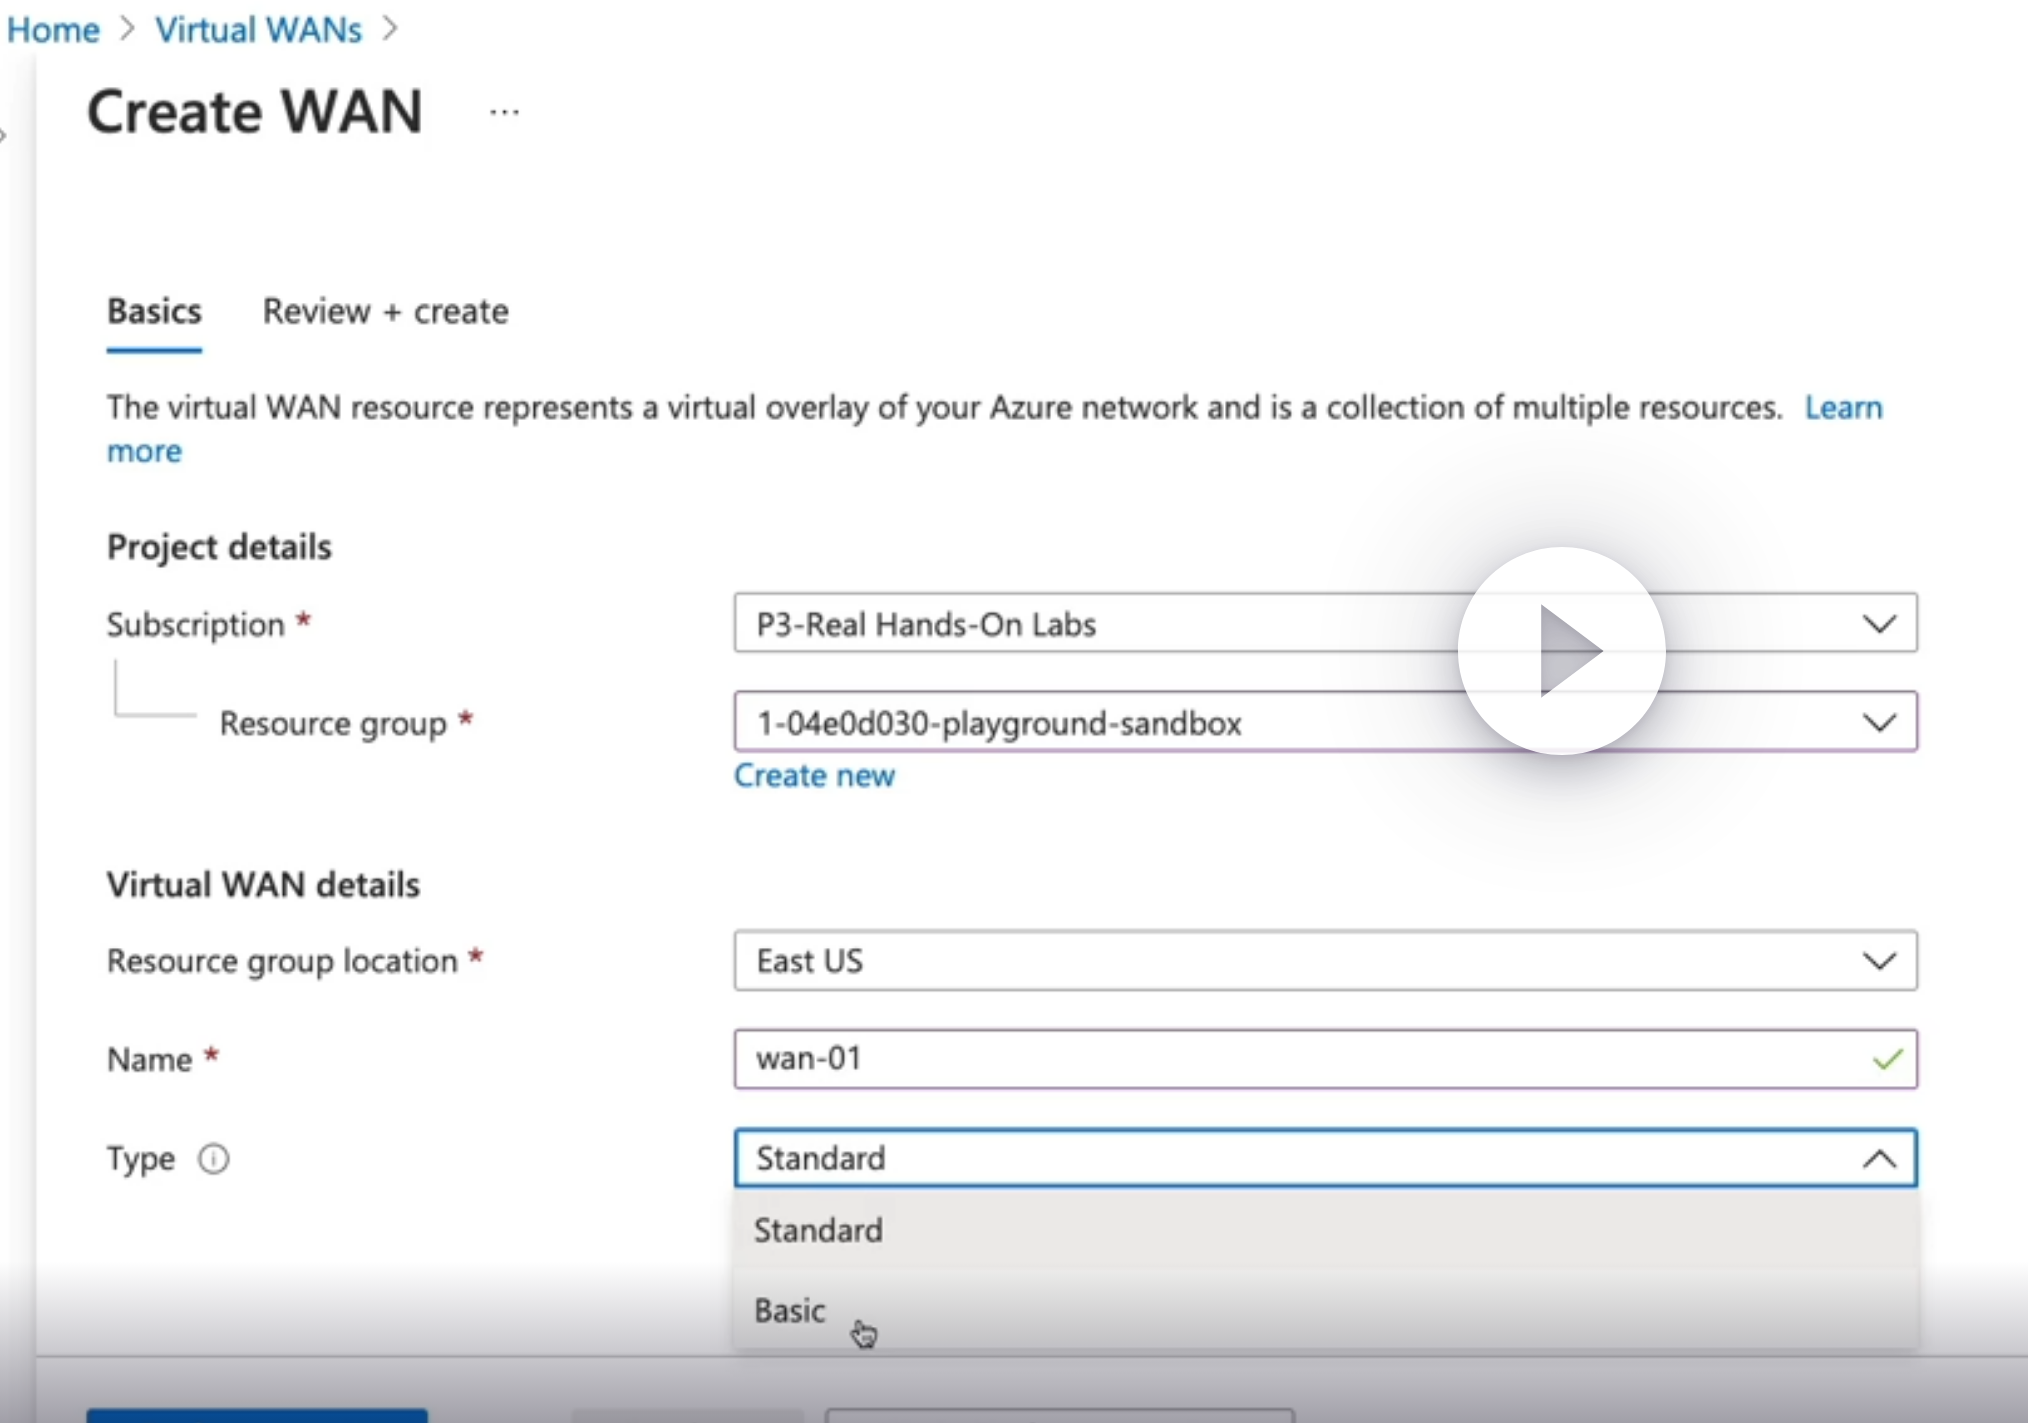 Home > Virtual WANs >
Create WAN ...
Basics Review + create
The virtual WAN resource represents a virtual overlay of your Azure network and is a collection of multiple resources. Learn
more
Project details
Subscription * P3-Real Hands-On Labs
Resource group * 1-04e0d030-playground-sandbox
Create new
Virtual WAN details
Resource group location * East US
Name * wan-01
Type Standard
Standard
Basic